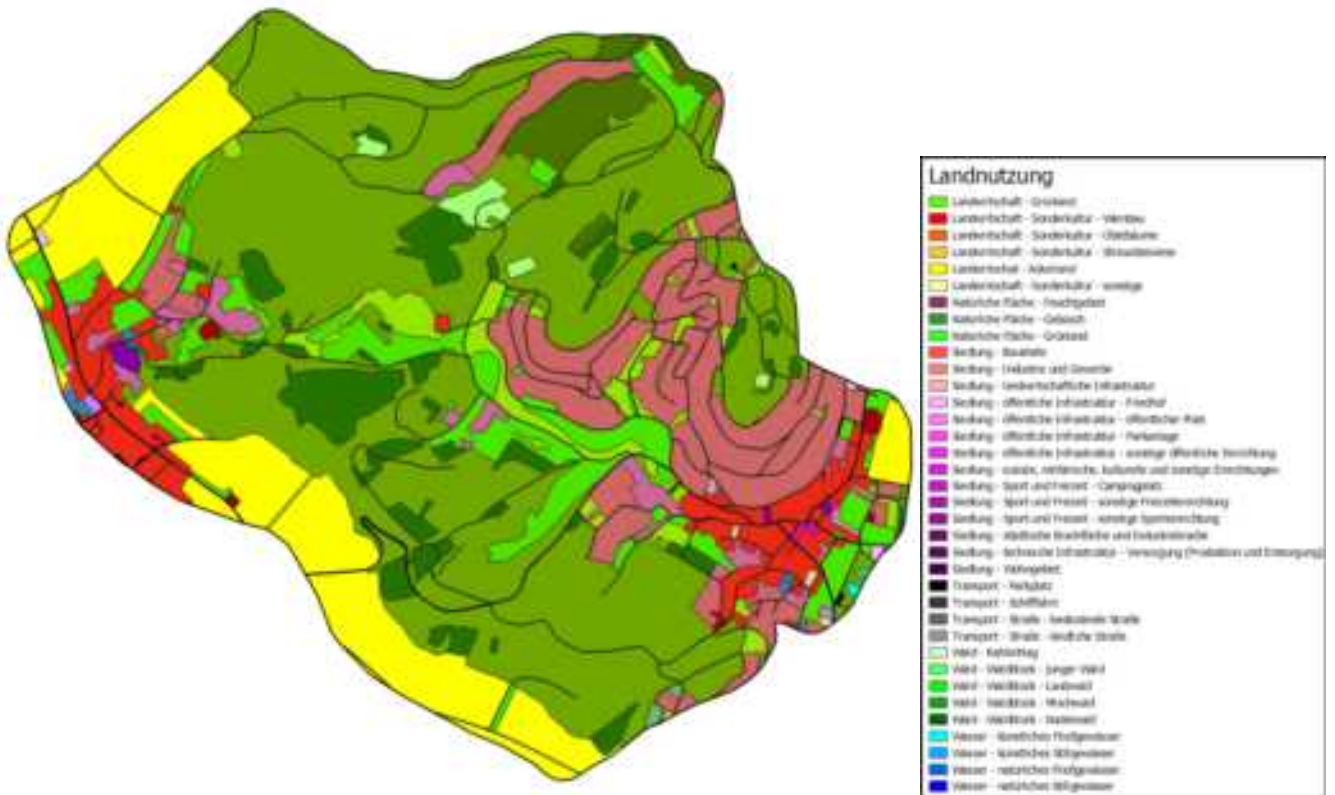 Landnutzung
Landwirtschaft - Grünland
Landwirtschaft - Sonderkultur - Weinbau
Landwirtschaft - Sonderkultur - Obstbäume
Landwirtschaft - Sonderkultur - Streuobstwiese
Landwirtschaft - Ackerland
Landwirtschaft - Sonderkultur - sonstige
Natürliche Fläche - Feuchtgebiet
Natürliche Fläche - Gebüsch
Natürliche Fläche - Grünland
Siedlung - Baustelle
Siedlung - Industrie und Gewerbe
Siedlung - landwirtschaftliche Infrastruktur
Siedlung - öffentliche Infrastruktur - Friedhof
Siedlung - öffentliche Infrastruktur - öffentlicher Platz
Siedlung - öffentliche Infrastruktur - Parkanlage
Siedlung - öffentliche Infrastruktur - sonstige öffentliche Einrichtung
Siedlung - soziale, kulturelle und sonstige Einrichtungen
Siedlung - Sport und Freizeit - Campingplatz
Siedlung - Sport und Freizeit - sonstige Freizeiteinrichtung
Siedlung - Sport und Freizeit - sonstige Sporteinrichtung
Siedlung - städtische Brachfläche und Industriebrache
Siedlung - technische Infrastruktur - Versorgung (Produktion und Entsorgung)
Siedlung - Wohngebiet
Transport - Parkplatz
Transport - Schifffahrt
Transport - Straße - Straße
Transport - Straße - ländliche Straße
Wald - Kahlschlag
Wald - Waldblock - junger Wald
Wald - Waldblock - Laubwald
Wald - Waldblock - Mischwald
Wald - Waldblock - Nadelwald
Wasser - künstliches Fließgewässer
Wasser - künstliches Stillgewässer
Wasser - natürliches Fließgewässer
Wasser - natürliches Stillgewässer